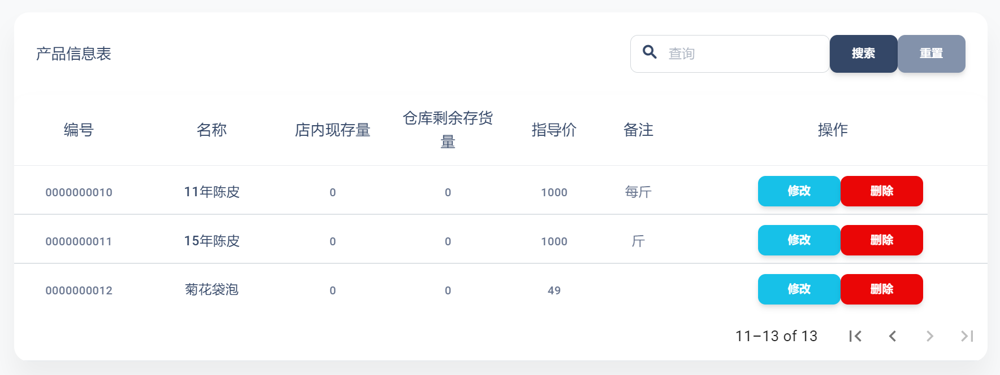 产品信息表
查询
搜索
重置
编号 名称 店内现存量 仓库剩余存货量 指导价 备注 操作
0000000010 11年陈皮 0 0 1000 每斤 修改 删除
0000000011 15年陈皮 0 0 1000 斤 修改 删除
0000000012 菊花袋泡 0 0 49 修改 删除
11–13 of 13